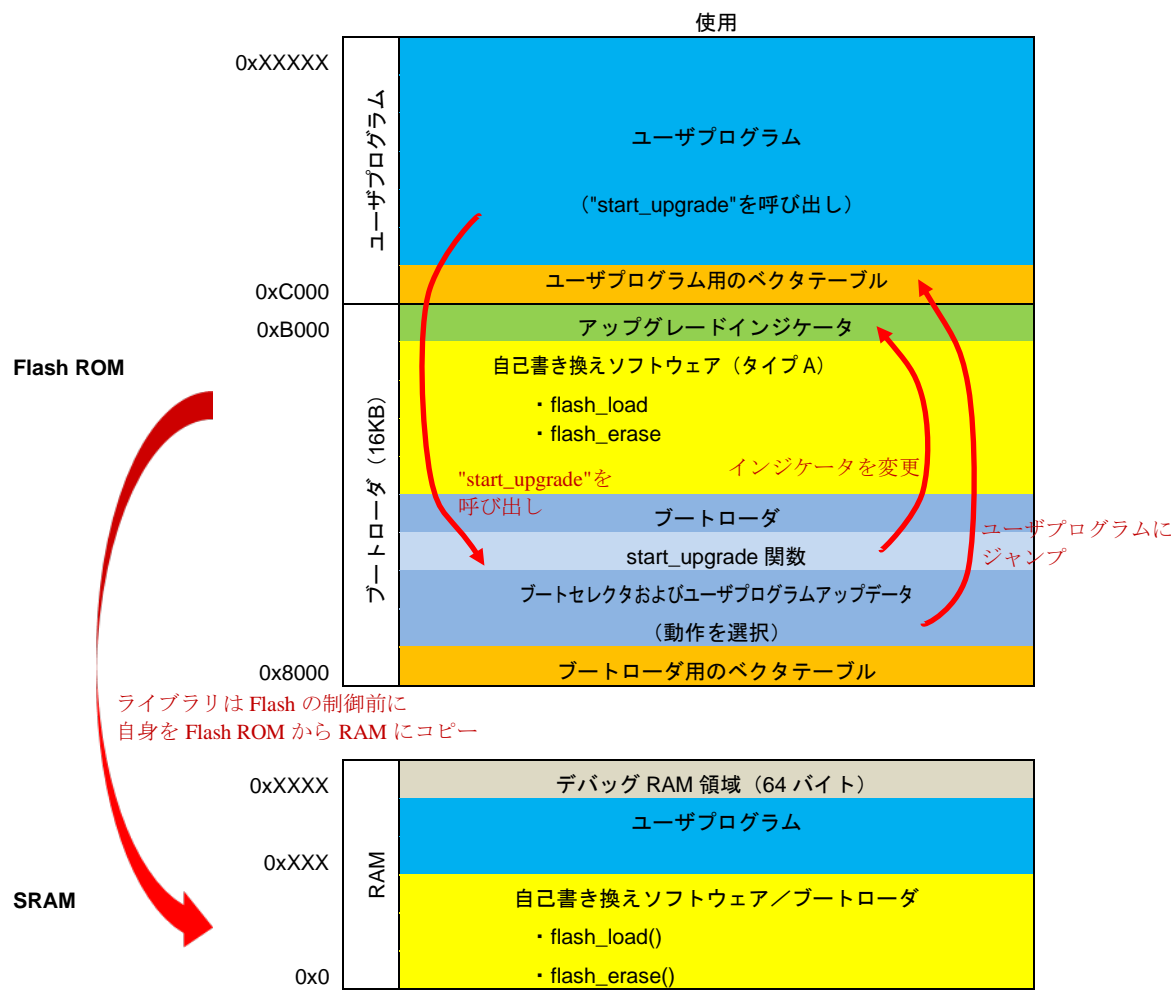 使用
0xXXXXX
ユーザプログラム
ユーザプログラム
("start_upgrade"を呼び出し）
ユーザプログラム用のベクタテーブル
0xC000
0xB000
アップグレードインジケータ
Flash ROM
ブートローダ（16KB）
自己書き換えソフトウェア（タイプ A）
・flash_load
・flash_erase
"start_upgrade"を
呼び出し
インジケータを変更
ブートローダ
ユーザプログラムに
ジャンプ
start_upgrade 関数
ブートセレクタおよびユーザプログラムアップデータ
（動作を選択）
0x8000
ブートローダ用のベクタテーブル
ライブラリは Flash の制御前に
自身を Flash ROM から RAM にコピー
0xXXXX
デバッグ RAM 領域（64 バイト）
ユーザプログラム
0xXXX
RAM
SRAM
自己書き換えソフトウェア／ブートローダ
・flash_load()
・flash_erase()
0x0